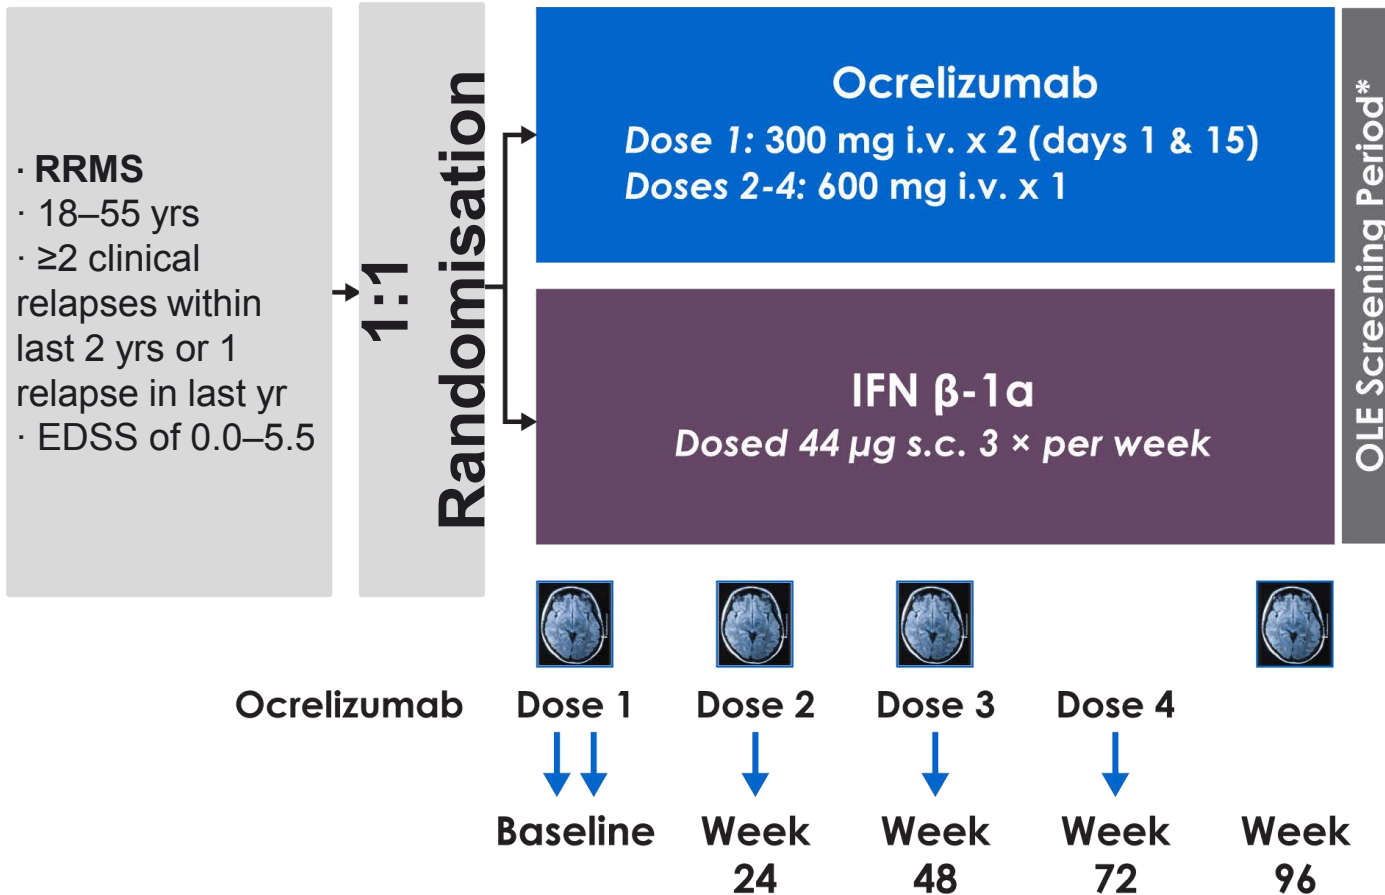 · RRMS
· 18–55 yrs
· ≥2 clinical
relapses within
last 2 yrs or 1
relapse in last yr
· EDSS of 0.0–5.5
1:1
Randomisation
Ocrelizumab
Dose 1: 300 mg i.v. x 2 (days 1 & 15)
Doses 2-4: 600 mg i.v. x 1
IFN β-1a
Dosed 44 µg s.c. 3 × per week
OLE Screening Period*
Ocrelizumab Dose 1 Dose 2 Dose 3 Dose 4
Baseline Week Week Week Week
24 48 72 96